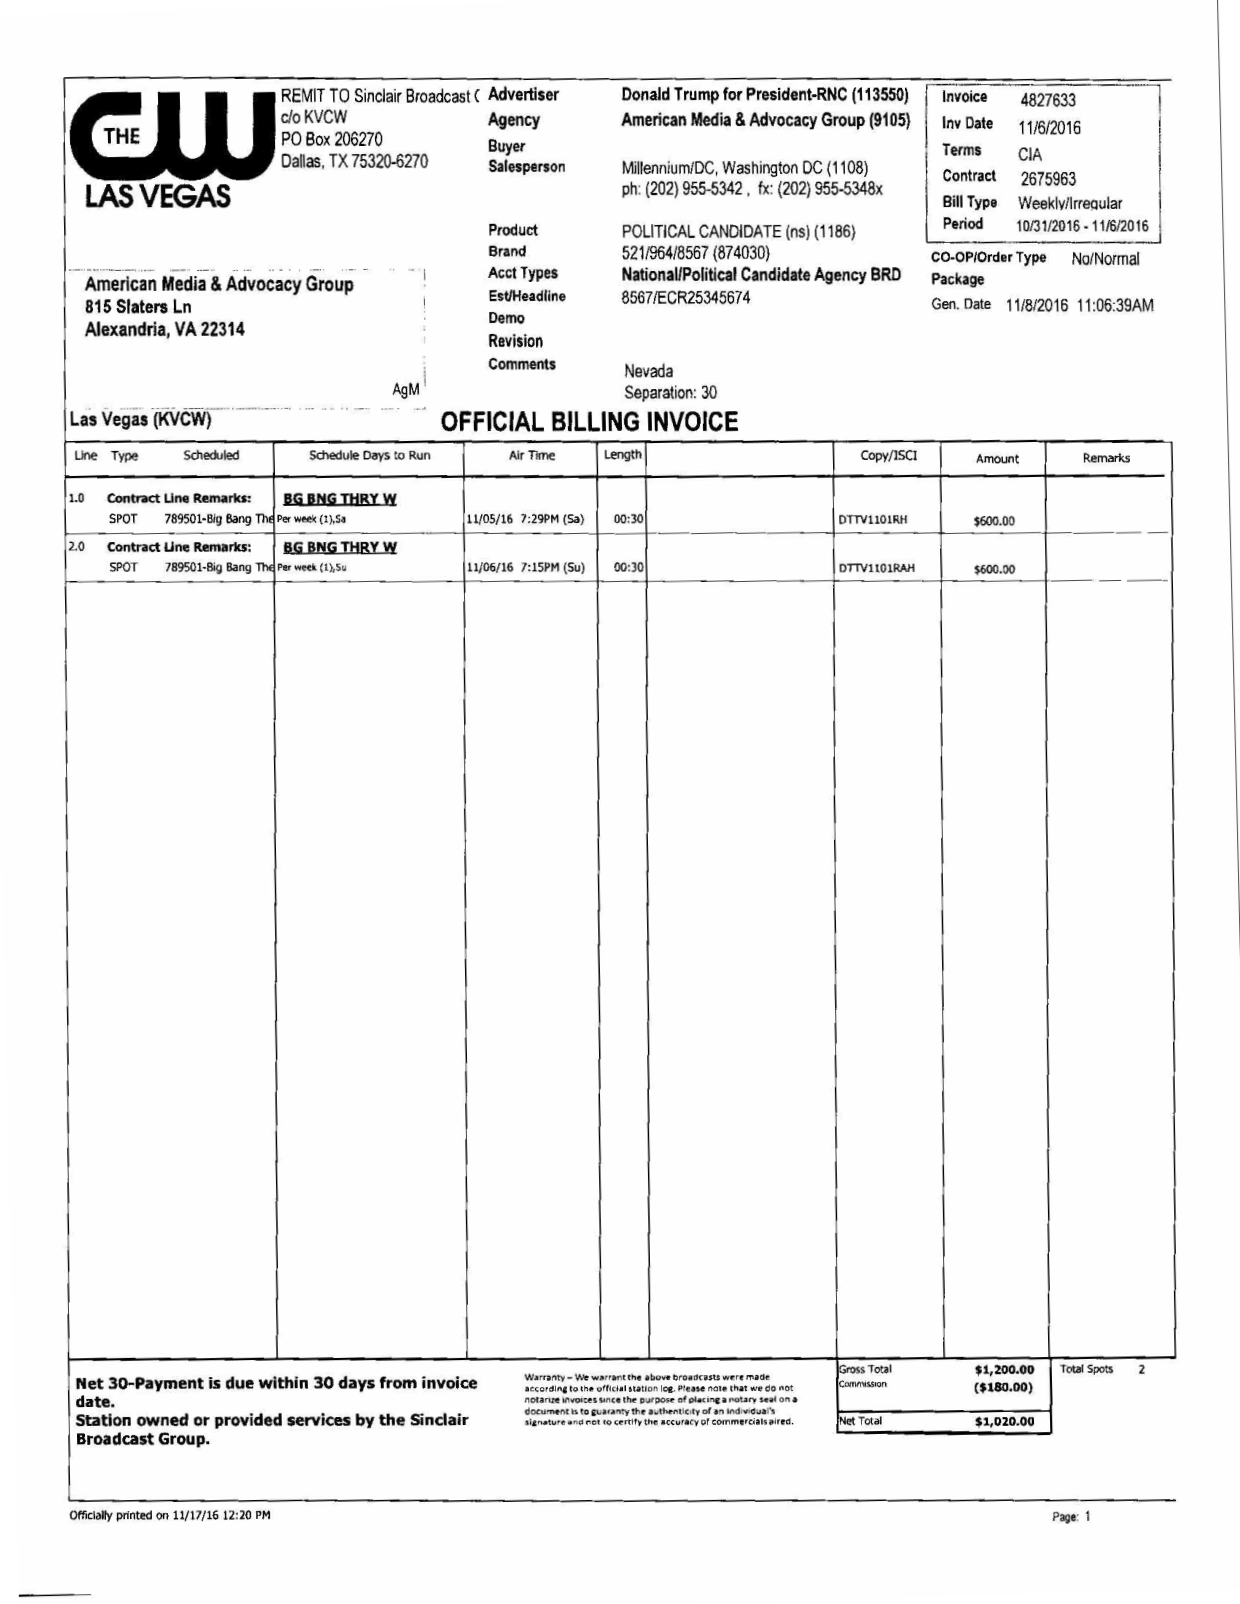 THE CW
LAS VEGAS
REMIT TO Sinclair Broadcast
c/o KVCW
PO Box 206270
Dallas, TX 75320-6270
American Media & Advocacy Group
815 Slaters Ln
Alexandria, VA 22314
AgM
Advertiser Donald Trump for President-RNC (113550)
Agency American Media & Advocacy Group (9105)
Buyer
Salesperson Millennium/DC, Washington DC (1108)
ph: (202) 955-5342 , fx: (202) 955-5348x
Product POLITICAL CANDIDATE (ns) (1186)
Brand 521/964/8567 (874030)
Acct Types National/Political Candidate Agency BRD
Est/Headline 8567/ECR25345674
Demo
Revision
Comments Nevada
Separation: 30
Invoice 4827633
Inv Date 11/6/2016
Terms CIA
Contract 2675963
Bill Type Weekly/Irregular
Period 10/31/2016 - 11/6/2016
CO-OP/Order Type No/Normal
Package
Gen. Date 11/8/2016 11:06:39AM
Las Vegas (KVCW) OFFICIAL BILLING INVOICE
Line Type Scheduled Schedule Days to Run Air Time Length Copy/ISCI Amount Remarks
1.0 Contract Line Remarks: BG BNG THRY W
SPOT 789501-Big Bang The Per week (1),Sa 11/05/16 7:29PM (Sa) 00:30 DTTV1101RH $600.00
2.0 Contract Line Remarks: BG BNG THRY W
SPOT 789501-Big Bang The Per week (1),Su 11/06/16 7:15PM (Su) 00:30 DTTV1101RAH $600.00
Net 30-Payment is due within 30 days from invoice
date.
Station owned or provided services by the Sinclair
Broadcast Group.
Warranty – We warrant the above broadcasts were made
according to the official station log. Please note that we do not
notarize invoices since the purpose of placing a notary seal on a
document is to guaranty the authenticity of an individual's
signature and not to certify the accuracy of commercials aired.
Gross Total $1,200.00 Total Spots 2
Commission ($180.00)
Net Total $1,020.00
Officially printed on 11/17/16 12:20 PM Page: 1